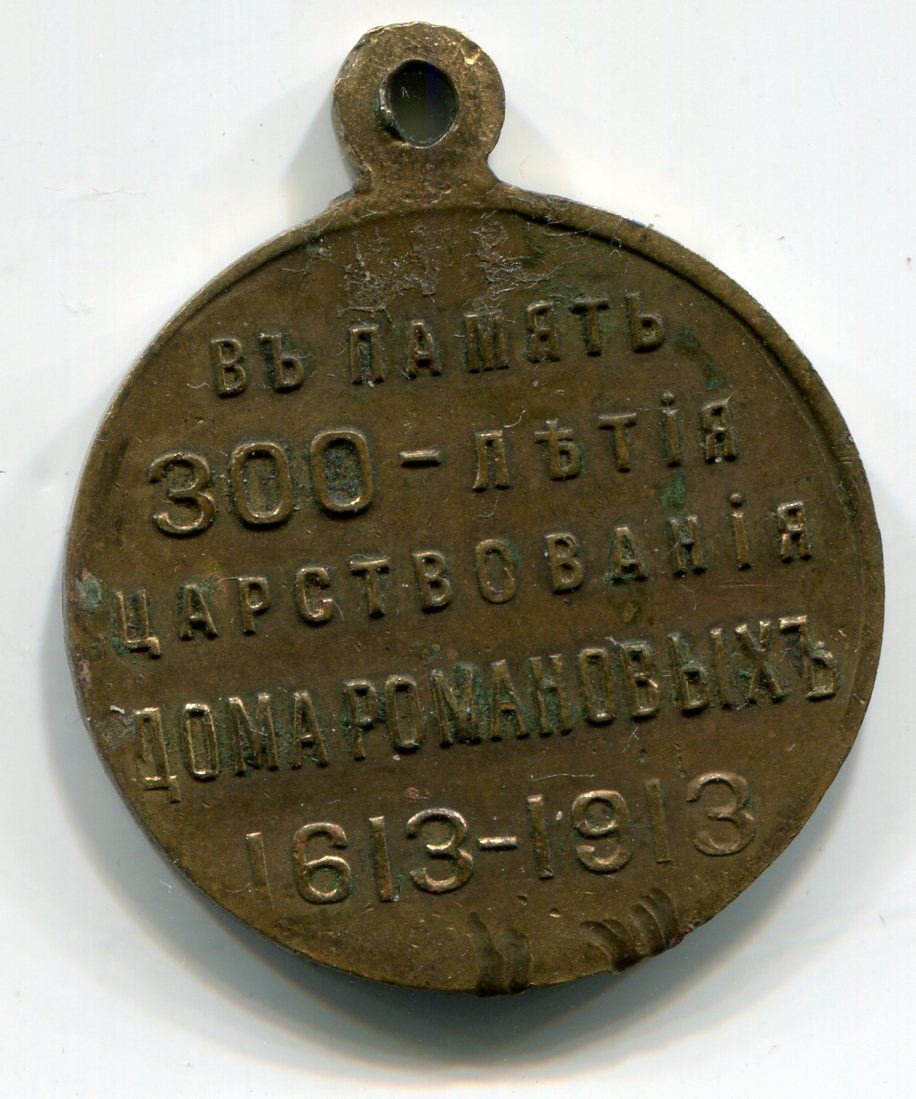 ВЪ ПАМЯТЬ
300-ЛѢТІЯ
ЦАРСТВОВАНІЯ
ДОМА РОМАНОВЫХЪ
1613-1913